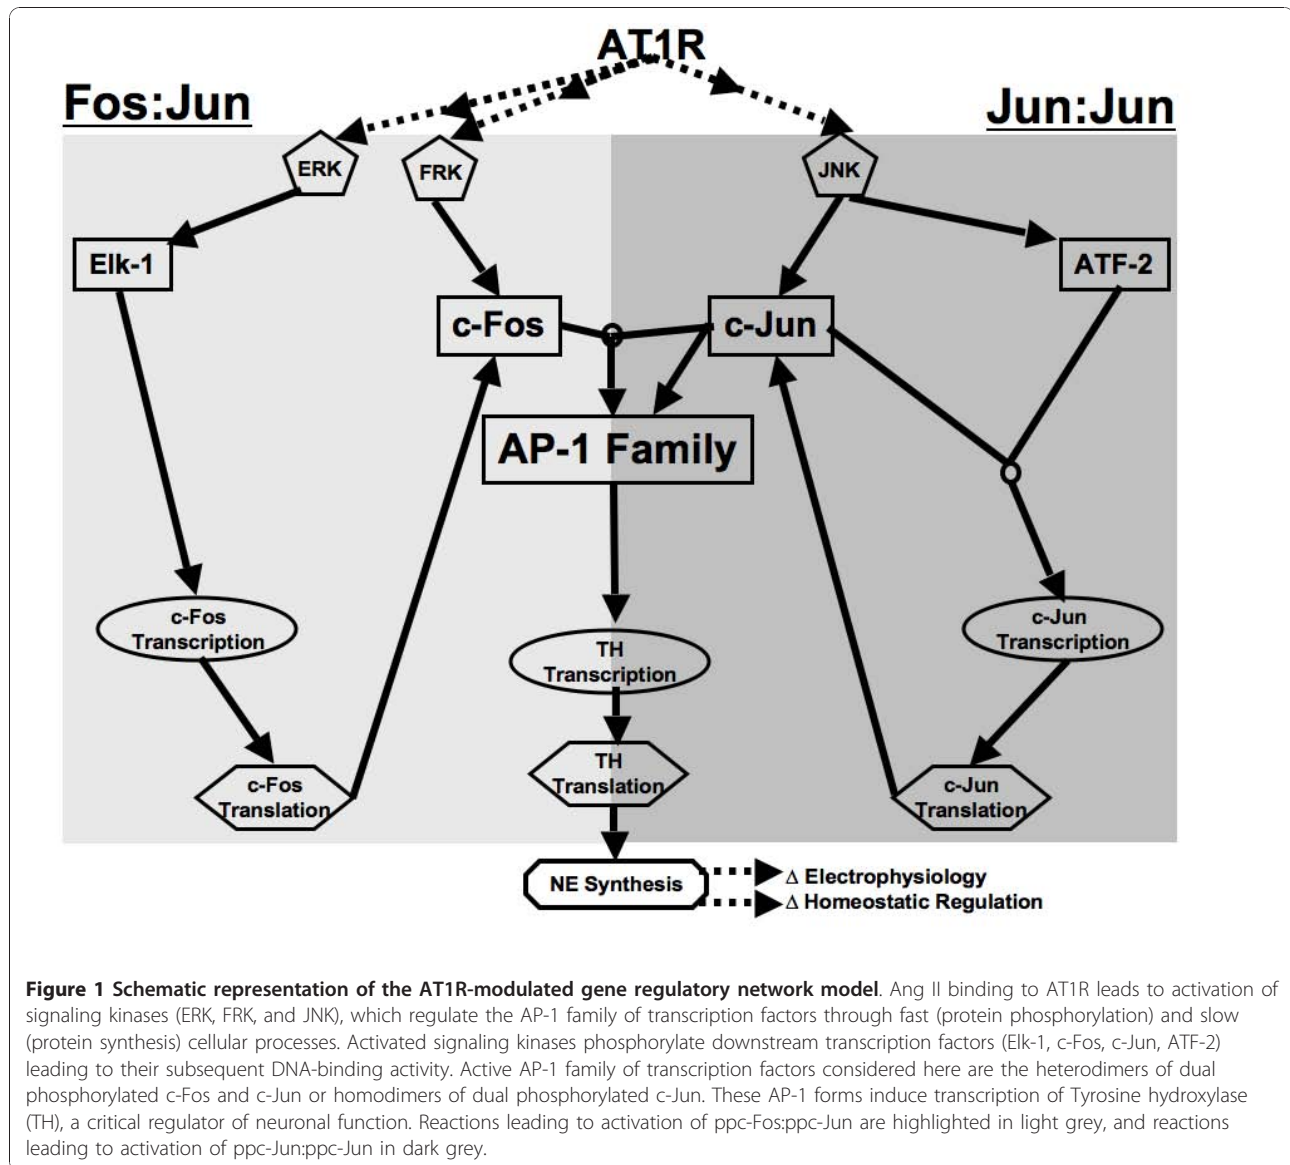 AT1R
Fos:Jun
Jun:Jun
ERK
FRK
JNK
Elk-1
ATF-2
c-Fos
c-Jun
AP-1 Family
c-Fos
Transcription
TH
Transcription
c-Jun
Transcription
c-Fos
Translation
TH
Translation
c-Jun
Translation
NE Synthesis
Δ Electrophysiology
Δ Homeostatic Regulation
Figure 1 Schematic representation of the AT1R-modulated gene regulatory network model. Ang II binding to AT1R leads to activation of
signaling kinases (ERK, FRK, and JNK), which regulate the AP-1 family of transcription factors through fast (protein phosphorylation) and slow
(protein synthesis) cellular processes. Activated signaling kinases phosphorylate downstream transcription factors (Elk-1, c-Fos, c-Jun, ATF-2)
leading to their subsequent DNA-binding activity. Active AP-1 family of transcription factors considered here are the heterodimers of dual
phosphorylated c-Fos and c-Jun or homodimers of dual phosphorylated c-Jun. These AP-1 forms induce transcription of Tyrosine hydroxylase
(TH), a critical regulator of neuronal function. Reactions leading to activation of ppc-Fos:ppc-Jun are highlighted in light grey, and reactions
leading to activation of ppc-Jun:ppc-Jun in dark grey.